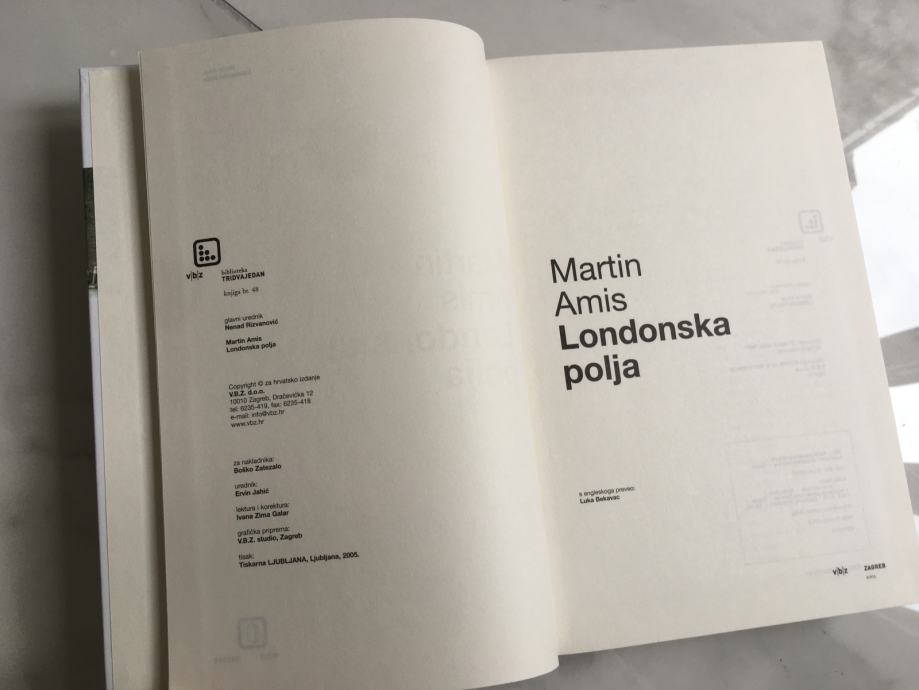 v|b|z
biblioteka
TRIDVAJEDAN
knjiga br. 48
glavni urednik
Nenad Rizvanović
Martin Amis
Londonska polja
Copyright © za hrvatsko izdanje
V.B.Z. d.o.o.
10010 Zagreb, Dračevička 12
tel: 6235-419, fax: 6235-418
e-mail: info@vbz.hr
www.vbz.hr
za nakladnika:
Boško Zatezalo
urednik:
Ervin Jahić
lektura i korektura:
Ivana Zima Galar
grafička priprema:
V.B.Z. studio, Zagreb
tisak:
Tiskarna LJUBLJANA, Ljubljana, 2005.
Martin
Amis
Londonska
polja
s engleskoga preveo:
Luka Bekavac
v|b|z ZAGREB